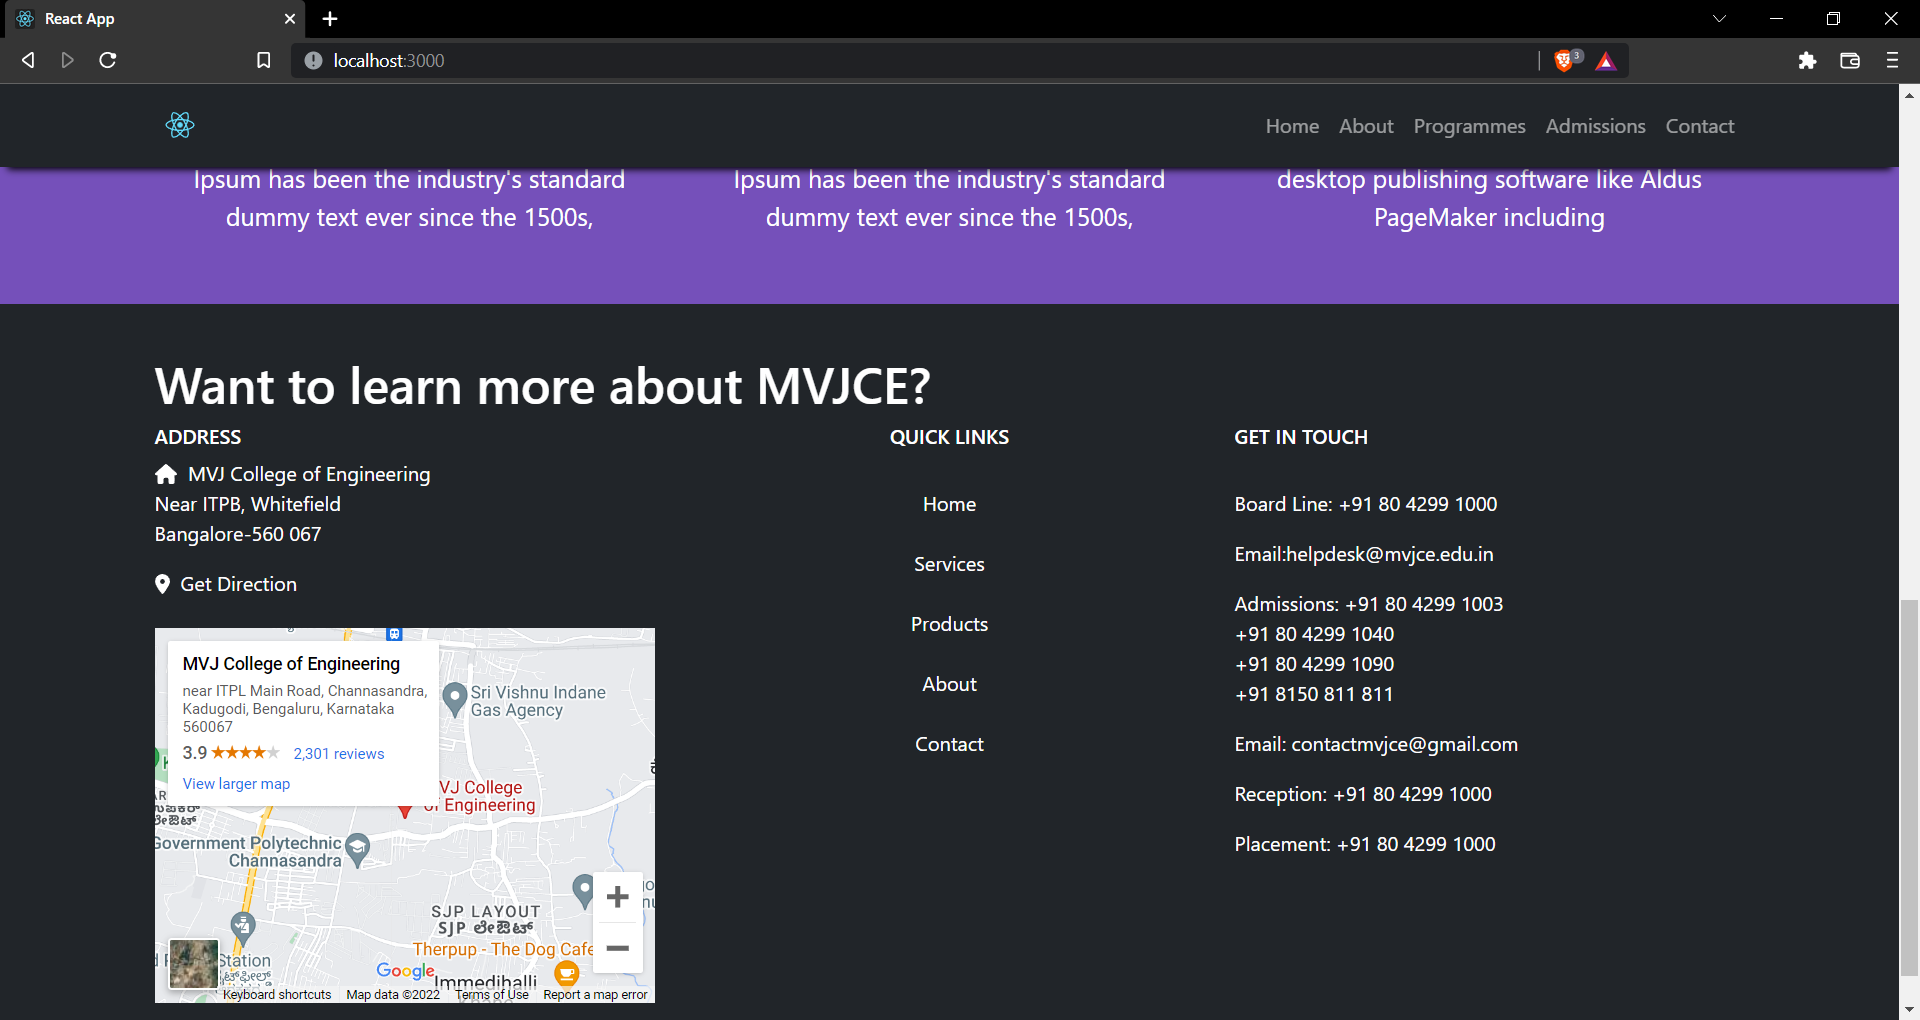 React App
localhost:3000
3
Home About Programmes Admissions Contact
Ipsum has been the industry's standard
dummy text ever since the 1500s,
Ipsum has been the industry's standard
dummy text ever since the 1500s,
desktop publishing software like Aldus
PageMaker including
Want to learn more about MVJCE?
ADDRESS
MVJ College of Engineering
Near ITPB, Whitefield
Bangalore-560 067
Get Direction
MVJ College of Engineering
near ITPL Main Road, Channasandra,
Kadugodi, Bengaluru, Karnataka
560067
3.9 2,301 reviews
View larger map
Sri Vishnu Indane
Gas Agency
VJ College
of Engineering
Government Polytechnic
Channasandra
SJP LAYOUT
SJP ಲೇಔಟ್
Therpup - The Dog Cafe
Station
Immedihalli
Google
Keyboard shortcuts Map data ©2022 Terms of Use Report a map error
QUICK LINKS
Home
Services
Products
About
Contact
GET IN TOUCH
Board Line: +91 80 4299 1000
Email:helpdesk@mvjce.edu.in
Admissions: +91 80 4299 1003
+91 80 4299 1040
+91 80 4299 1090
+91 8150 811 811
Email: contactmvjce@gmail.com
Reception: +91 80 4299 1000
Placement: +91 80 4299 1000